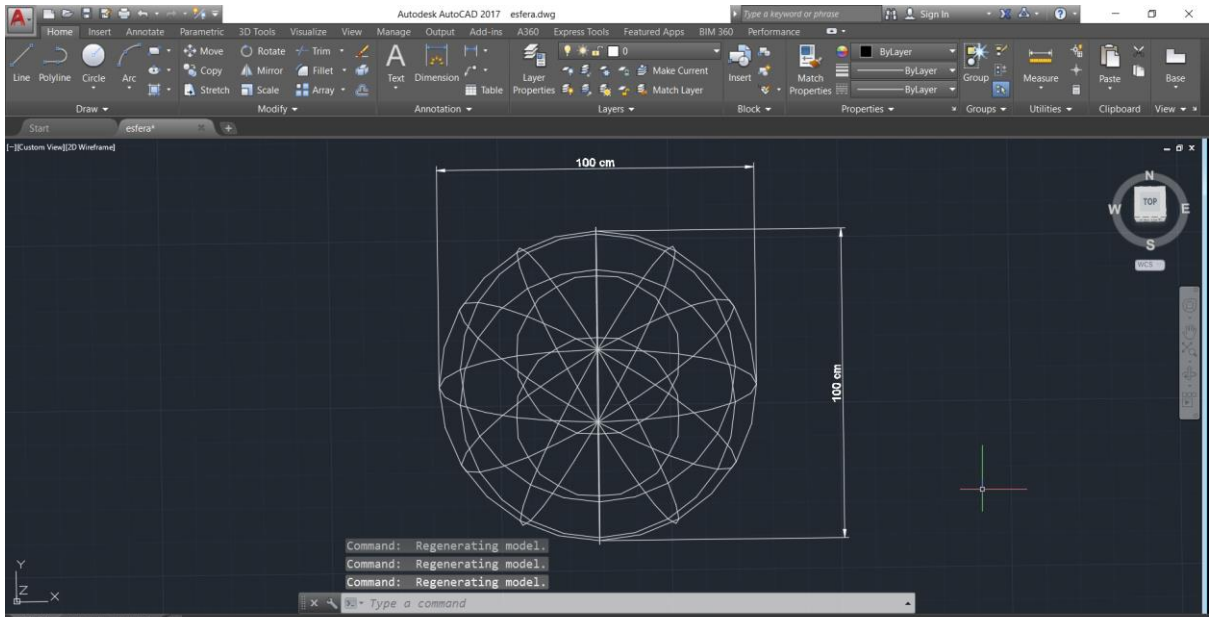 Autodesk AutoCAD 2017 esfera.dwg
Type a keyword or phrase
Sign In
Home Insert Annotate Parametric 3D Tools Visualize View Manage Output Add-ins A360 Express Tools Featured Apps BIM 360 Performance
Move Rotate Trim
0
ByLayer
Copy Mirror Fillet
Make Current
ByLayer
Line Polyline Circle Arc
Text Dimension
Layer Properties
Insert
Match Properties
Group
Measure
Paste
Base
Stretch Scale Array
Table
Match Layer
ByLayer
Draw Modify Annotation Layers Block Properties Groups Utilities Clipboard View
Start esfera*
[-][Custom View][2D Wireframe]
100 cm
N
W TOP E
S
WCS
100 cm
Command: Regenerating model.
Command: Regenerating model.
Command: Regenerating model.
Type a command
Y
Z X